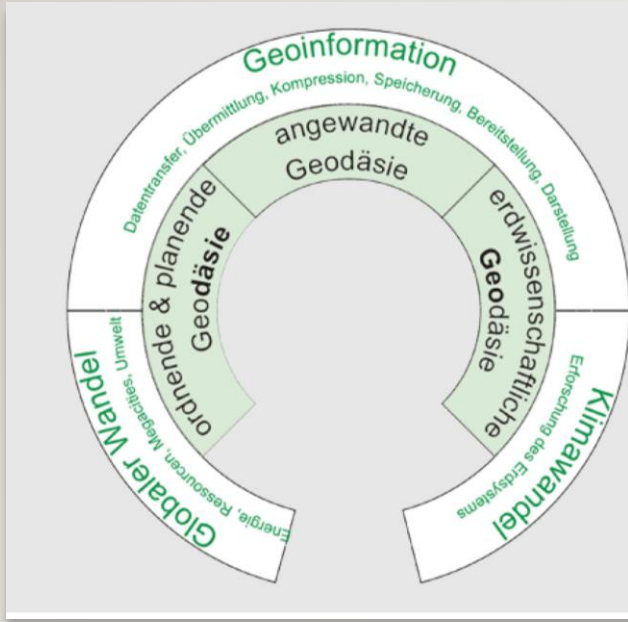 Geoinformation
Datentransfer, Übermittlung, Kompression, Speicherung, Bereitstellung, Darstellung
angewandte
Geodäsie
ordnende & planende
Geodäsie
erdwissenschaftliche
Geodäsie
Globaler Wandel
Energie, Ressourcen, Megacities, Umwelt
Klimawandel
Erforschung des Erdsystems